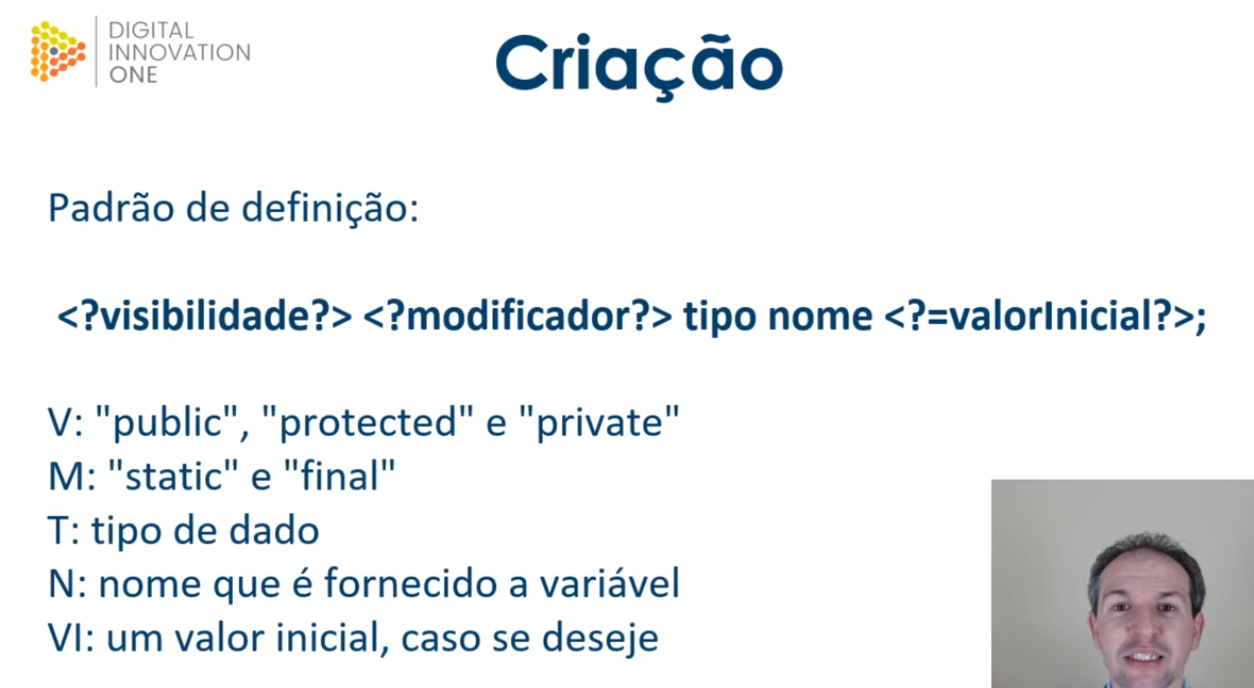 DIGITAL
INNOVATION
ONE
Criação
Padrão de definição:
<?visibilidade?> <?modificador?> tipo nome <?=valorInicial?>;
V: "public", "protected" e "private"
M: "static" e "final"
T: tipo de dado
N: nome que é fornecido a variável
VI: um valor inicial, caso se deseje